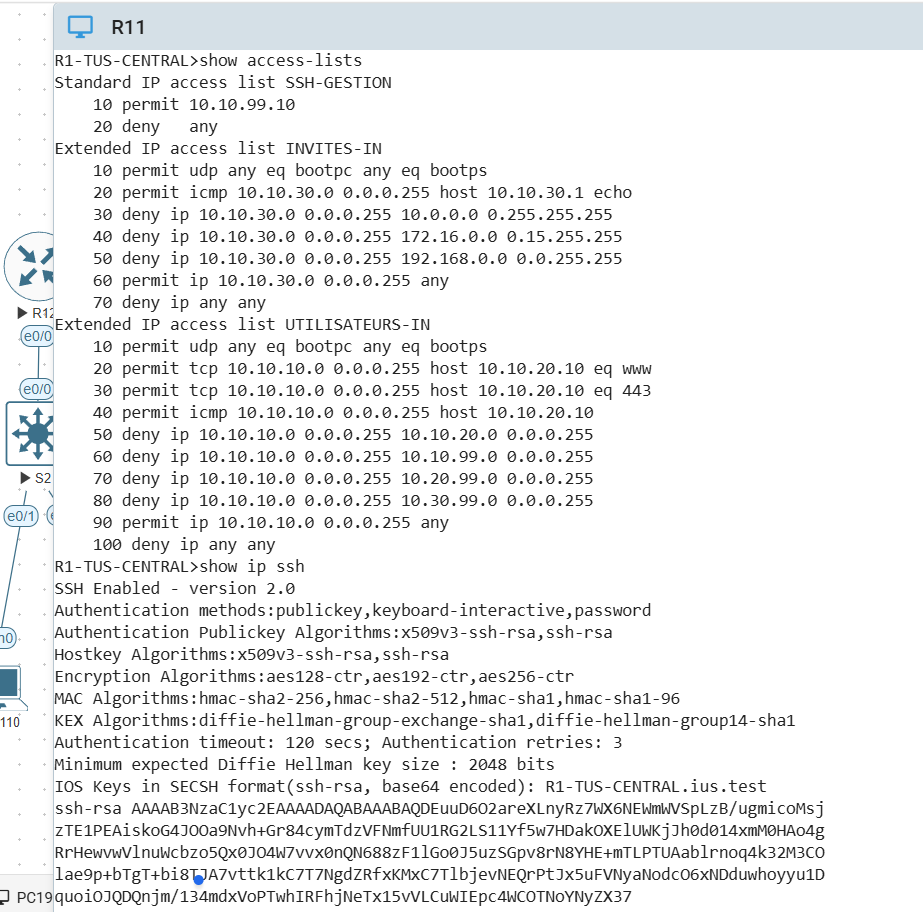 R11
R1-TUS-CENTRAL>show access-lists
Standard IP access list SSH-GESTION
    10 permit 10.10.99.10
    20 deny   any
Extended IP access list INVITES-IN
    10 permit udp any eq bootpc any eq bootps
    20 permit icmp 10.10.30.0 0.0.0.255 host 10.10.30.1 echo
    30 deny ip 10.10.30.0 0.0.0.255 10.0.0.0 0.255.255.255
    40 deny ip 10.10.30.0 0.0.0.255 172.16.0.0 0.15.255.255
    50 deny ip 10.10.30.0 0.0.0.255 192.168.0.0 0.0.255.255
    60 permit ip 10.10.30.0 0.0.0.255 any
    70 deny ip any any
Extended IP access list UTILISATEURS-IN
    10 permit udp any eq bootpc any eq bootps
    20 permit tcp 10.10.10.0 0.0.0.255 host 10.10.20.10 eq www
    30 permit tcp 10.10.10.0 0.0.0.255 host 10.10.20.10 eq 443
    40 permit icmp 10.10.10.0 0.0.0.255 host 10.10.20.10
    50 deny ip 10.10.10.0 0.0.0.255 10.10.20.0 0.0.0.255
    60 deny ip 10.10.10.0 0.0.0.255 10.10.99.0 0.0.0.255
    70 deny ip 10.10.10.0 0.0.0.255 10.20.99.0 0.0.0.255
    80 deny ip 10.10.10.0 0.0.0.255 10.30.99.0 0.0.0.255
    90 permit ip 10.10.10.0 0.0.0.255 any
    100 deny ip any any
R1-TUS-CENTRAL>show ip ssh
SSH Enabled - version 2.0
Authentication methods:publickey,keyboard-interactive,password
Authentication Publickey Algorithms:x509v3-ssh-rsa,ssh-rsa
Hostkey Algorithms:x509v3-ssh-rsa,ssh-rsa
Encryption Algorithms:aes128-ctr,aes192-ctr,aes256-ctr
MAC Algorithms:hmac-sha2-256,hmac-sha2-512,hmac-sha1,hmac-sha1-96
KEX Algorithms:diffie-hellman-group-exchange-sha1,diffie-hellman-group14-sha1
Authentication timeout: 120 secs; Authentication retries: 3
Minimum expected Diffie Hellman key size : 2048 bits
IOS Keys in SECSH format(ssh-rsa, base64 encoded): R1-TUS-CENTRAL.ius.test
ssh-rsa AAAAB3NzaC1yc2EAAAADAQABAAABAQDEuuD6O2areXLnyRz7WX6NEWmWVSpLzB/ugmicoMsj
zTE1PEAiskoG4JOOa9Nvh+Gr84cymTdzVFNmfUU1RG2LS11Yf5w7HDakOXElUWKjJh0d014xmM0HAo4g
RrHewvwVlnuWcbzo5Qx0JO4W7vvx0nQN688zF1lGo0J5uzSGpv8rN8YHE+mTLPTUAablrnoq4k32M3CO
lae9p+bTgT+bi8TJA7vttk1kC7T7NgdZRfxKMxC7TlbjevNEQrPtJx5uFVNyaNodcO6xNDduwhoyyu1D
quoiOJQDQnjm/134mdxVoPTwhIRFhjNeTx15vVLCuWIEpc4WCOTNoYNyZX37
R12
e0/0
e0/0
S2
e0/1
110
PC19